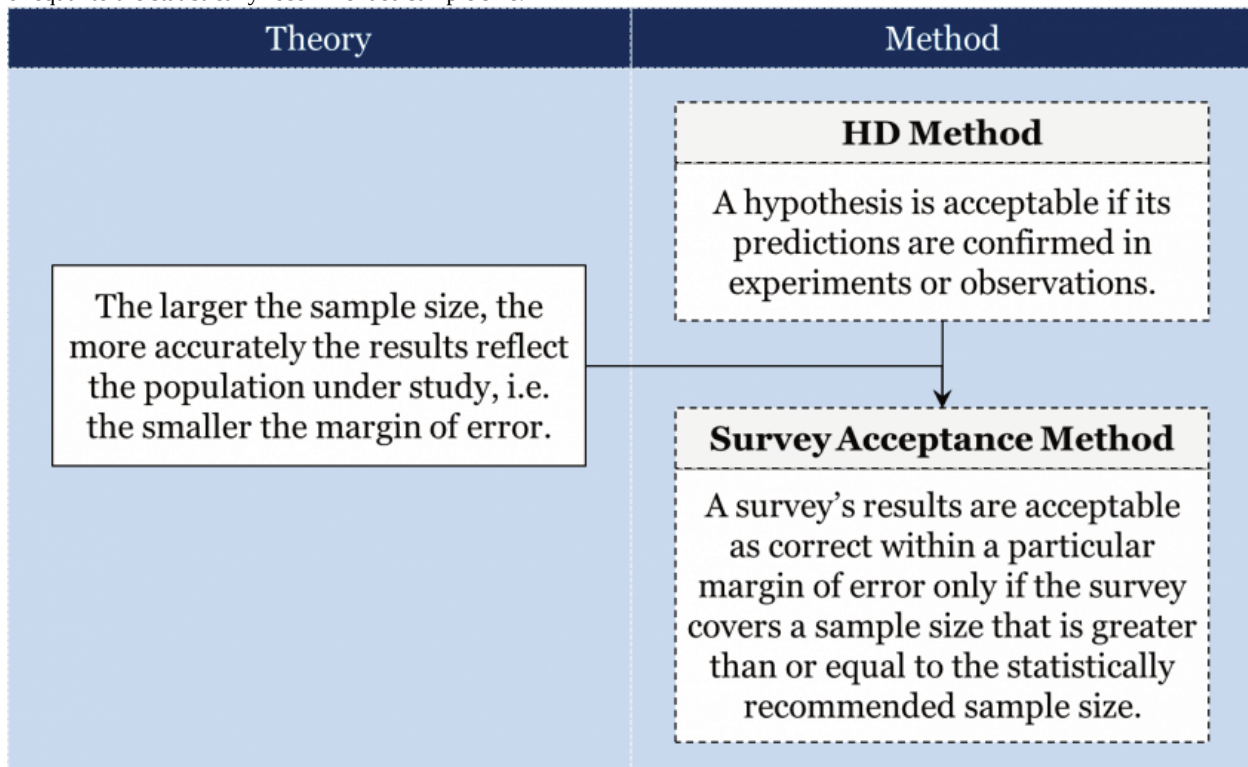 Theory
Method
HD Method
A hypothesis is acceptable if its
predictions are confirmed in
experiments or observations.
The larger the sample size, the
more accurately the results reflect
the population under study, i.e.
the smaller the margin of error.
Survey Acceptance Method
A survey’s results are acceptable
as correct within a particular
margin of error only if the survey
covers a sample size that is greater
than or equal to the statistically
recommended sample size.